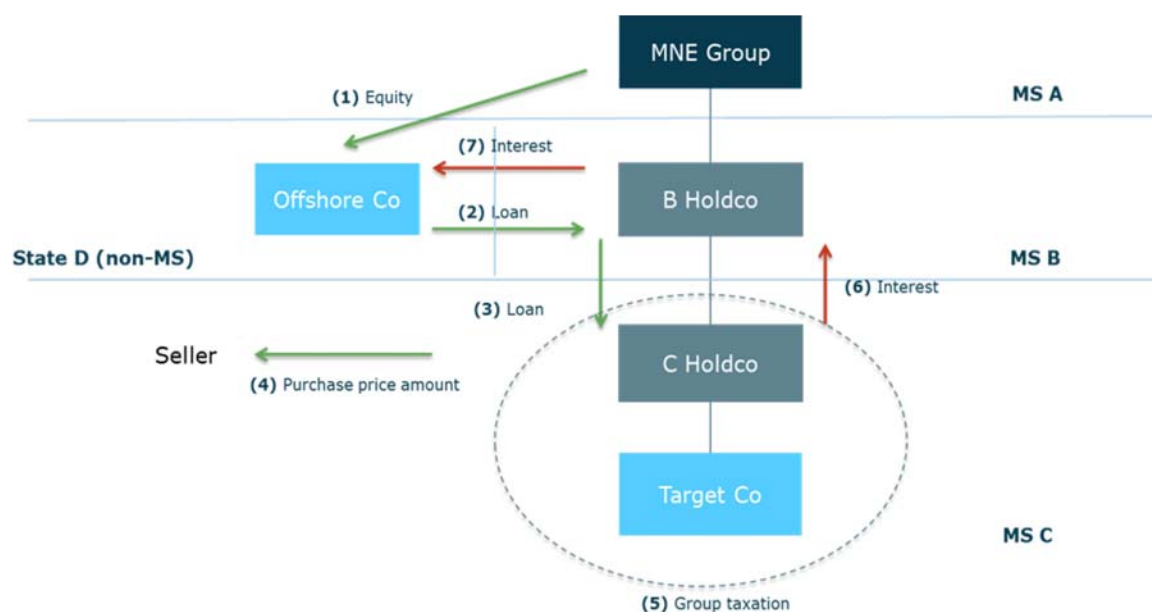 MNE Group
MS A
(1) Equity
(7) Interest
Offshore Co
B Holdco
(2) Loan
State D (non-MS)
MS B
(6) Interest
(3) Loan
Seller
C Holdco
(4) Purchase price amount
Target Co
MS C
(5) Group taxation